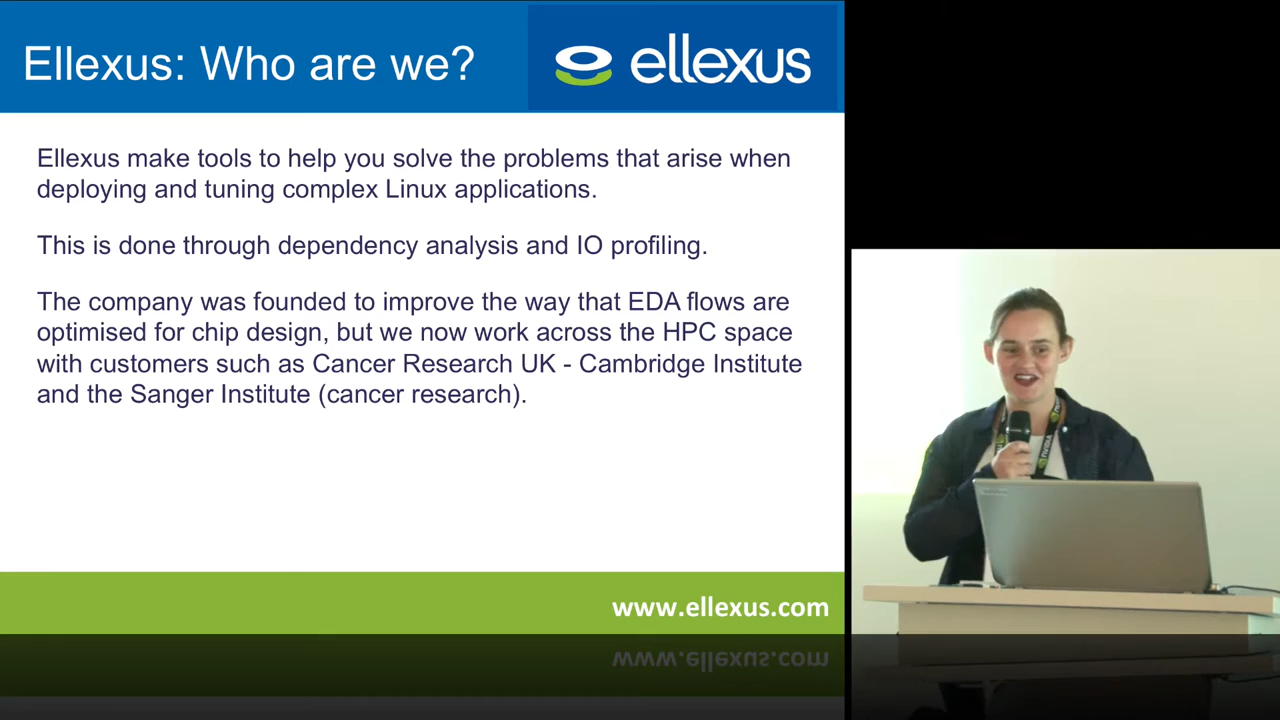 Ellexus: Who are we?
ellexus
Ellexus make tools to help you solve the problems that arise when
deploying and tuning complex Linux applications.
This is done through dependency analysis and IO profiling.
The company was founded to improve the way that EDA flows are
optimised for chip design, but we now work across the HPC space
with customers such as Cancer Research UK - Cambridge Institute
and the Sanger Institute (cancer research).
www.ellexus.com
NVIDIA